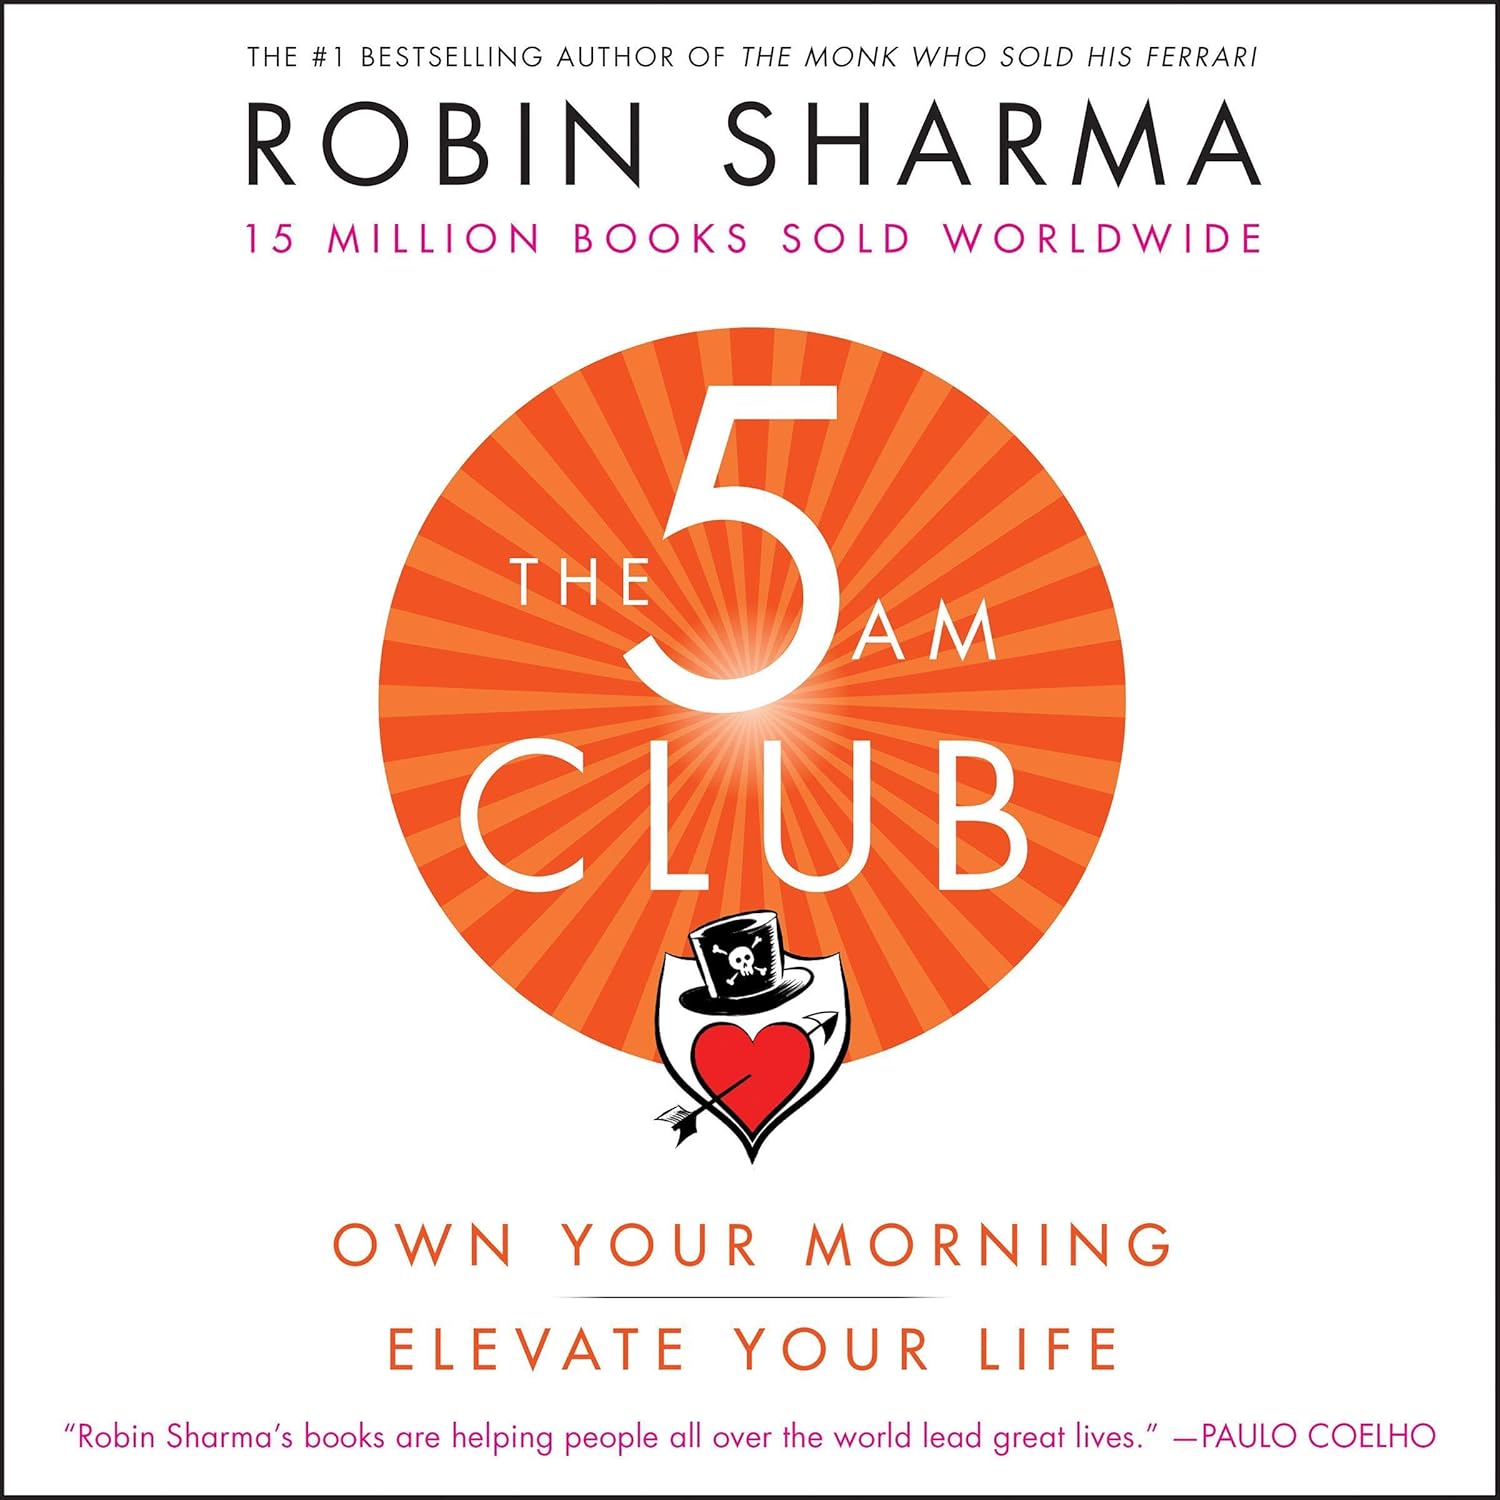 THE #1 BESTSELLING AUTHOR OF THE MONK WHO SOLD HIS FERRARI
ROBIN SHARMA
15 MILLION BOOKS SOLD WORLDWIDE
THE 5 AM
CLUB
OWN YOUR MORNING
ELEVATE YOUR LIFE
“Robin Sharma’s books are helping people all over the world lead great lives.” —PAULO COELHO